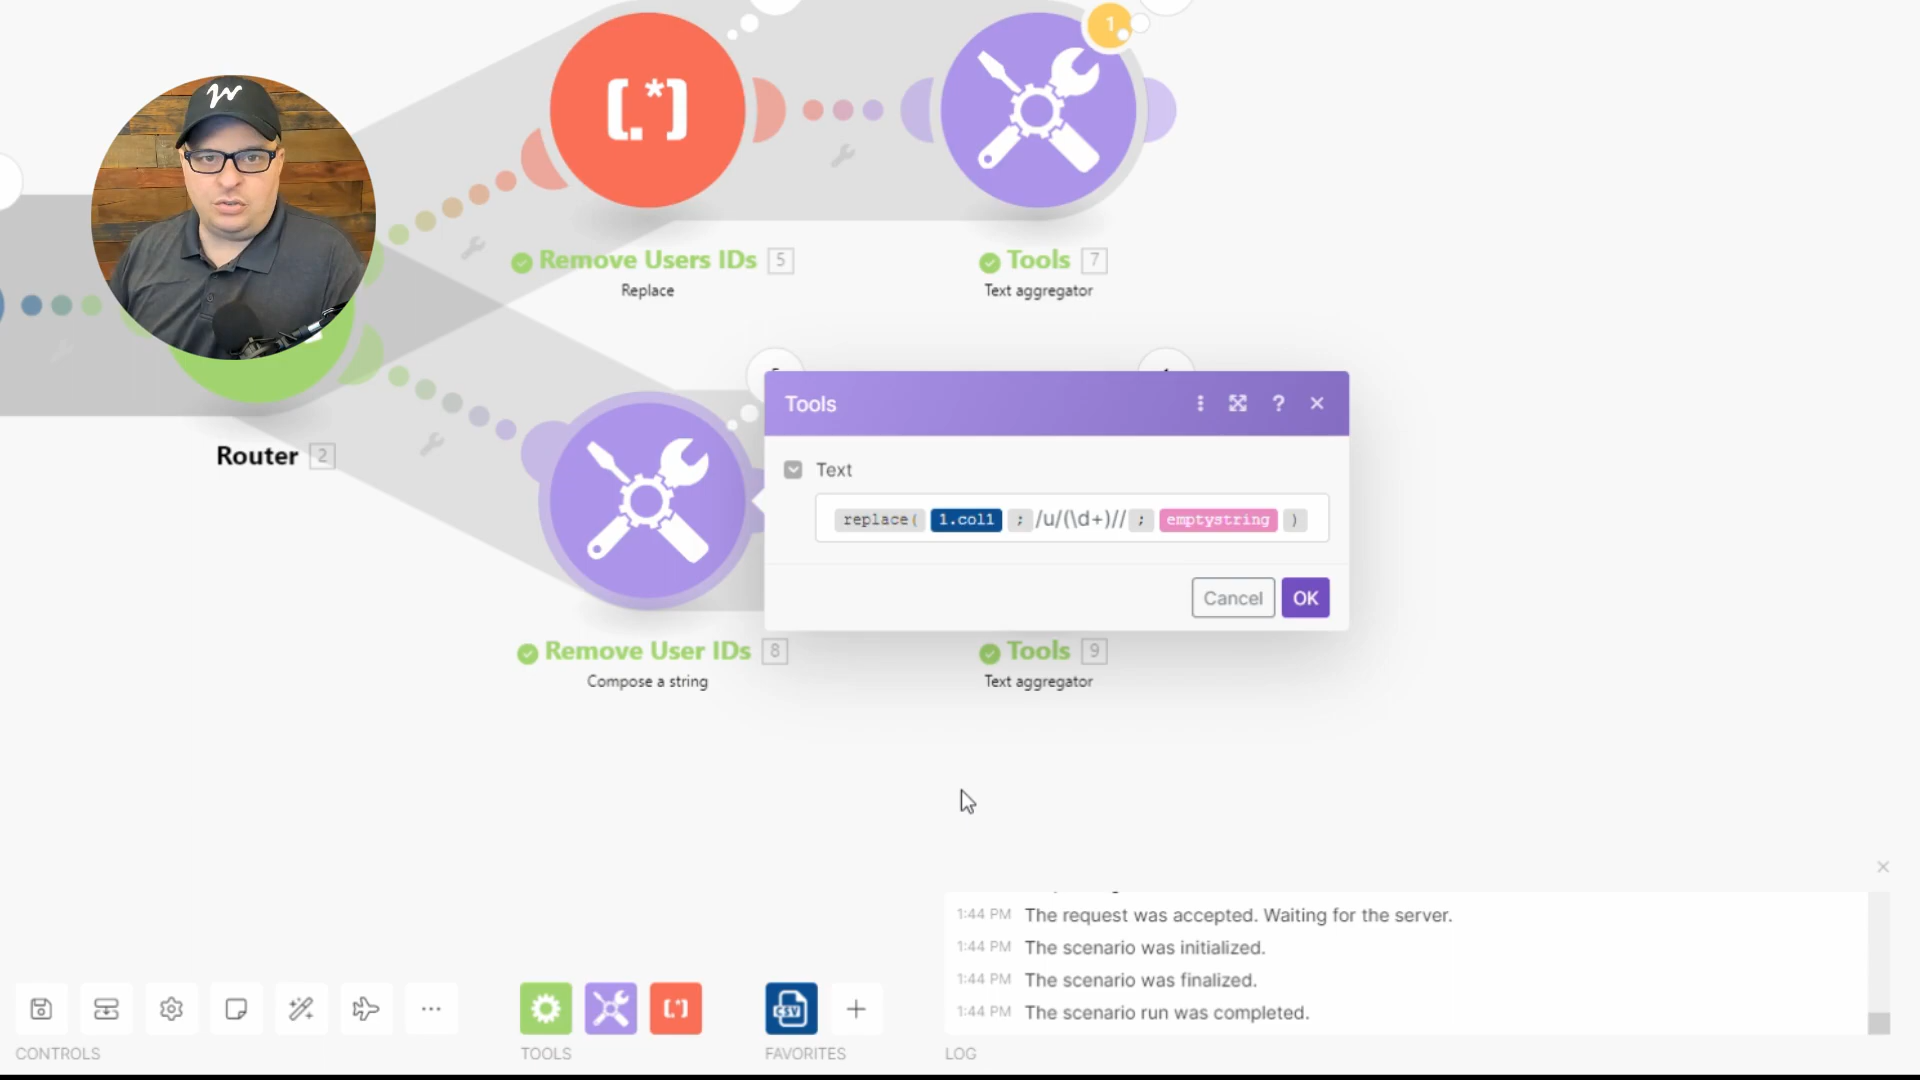 1
Remove Users IDs 5
Replace
Tools 7
Text aggregator
Router 2
Tools
Text
replace( 1.col1 ; /u/(\d+)// ; emptystring )
Cancel OK
Remove User IDs 8
Compose a string
Tools 9
Text aggregator
1:44 PM The request was accepted. Waiting for the server.
1:44 PM The scenario was initialized.
1:44 PM The scenario was finalized.
1:44 PM The scenario run was completed.
CONTROLS
TOOLS
CSV
FAVORITES
LOG